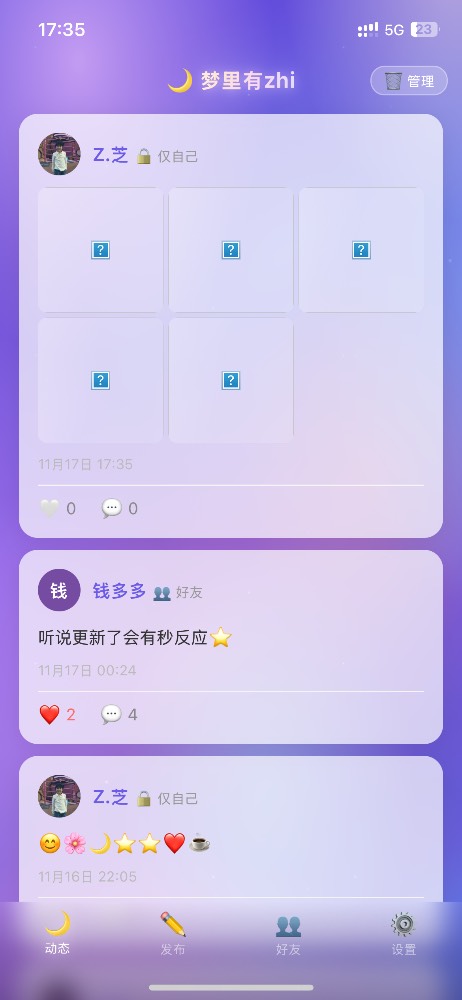 17:35
5G
23
🌙 梦里有zhi
🗑️ 管理
Z.芝 🔒 仅自己
11月17日 17:35
🤍 0 💬 0
钱
钱多多 👥 好友
听说更新了会有秒反应⭐
11月17日 00:24
❤️ 2 💬 4
Z.芝 🔒 仅自己
😊🌸🌙⭐⭐❤️☕
11月16日 22:05
动态
发布
好友
设置